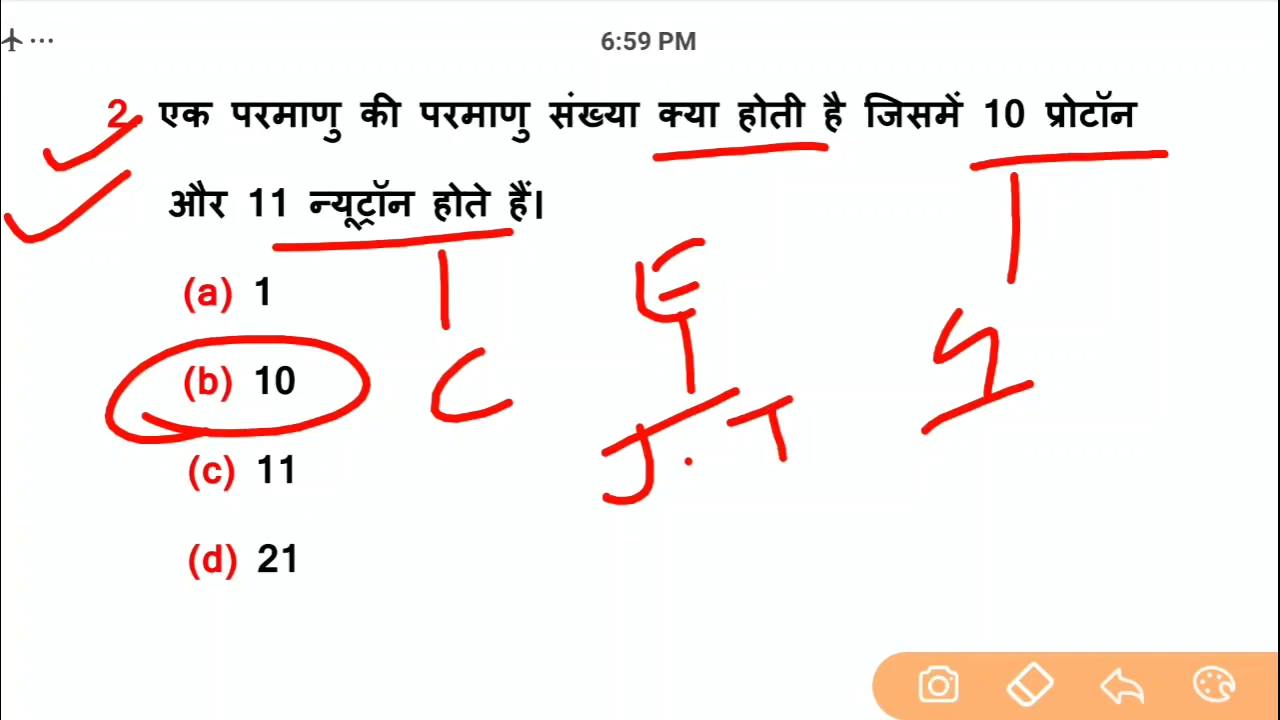 6:59 PM
2. एक परमाणु की परमाणु संख्या क्या होती है जिसमें 10 प्रोटॉन
और 11 न्यूट्रॉन होते हैं।
(a) 1
(b) 10
(c) 11
(d) 21
J.T